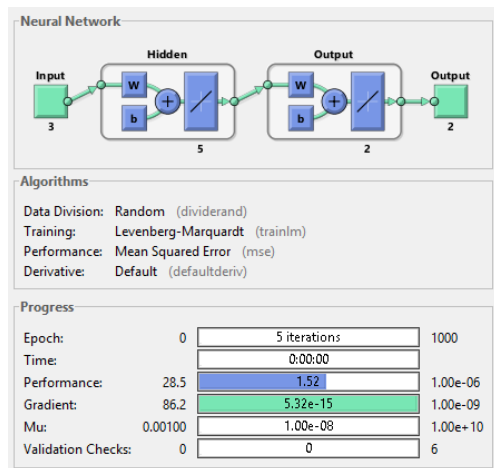 Neural Network
Hidden Output
Input Output
W W
+ +
b b
3 5 2 2
Algorithms
Data Division: Random (dividerand)
Training: Levenberg-Marquardt (trainlm)
Performance: Mean Squared Error (mse)
Derivative: Default (defaultderiv)
Progress
Epoch: 0 5 iterations 1000
Time: 0:00:00
Performance: 28.5 1.52 1.00e-06
Gradient: 86.2 5.32e-15 1.00e-09
Mu: 0.00100 1.00e-08 1.00e+10
Validation Checks: 0 0 6